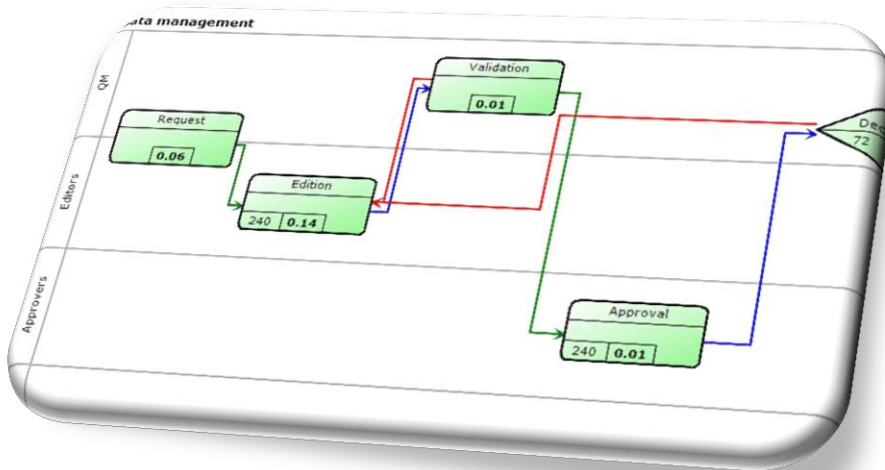 ata management
QM
Validation
0.01
Request
0.06
Dec
72
Editors
Edition
240 0.14
Approvers
Approval
240 0.01